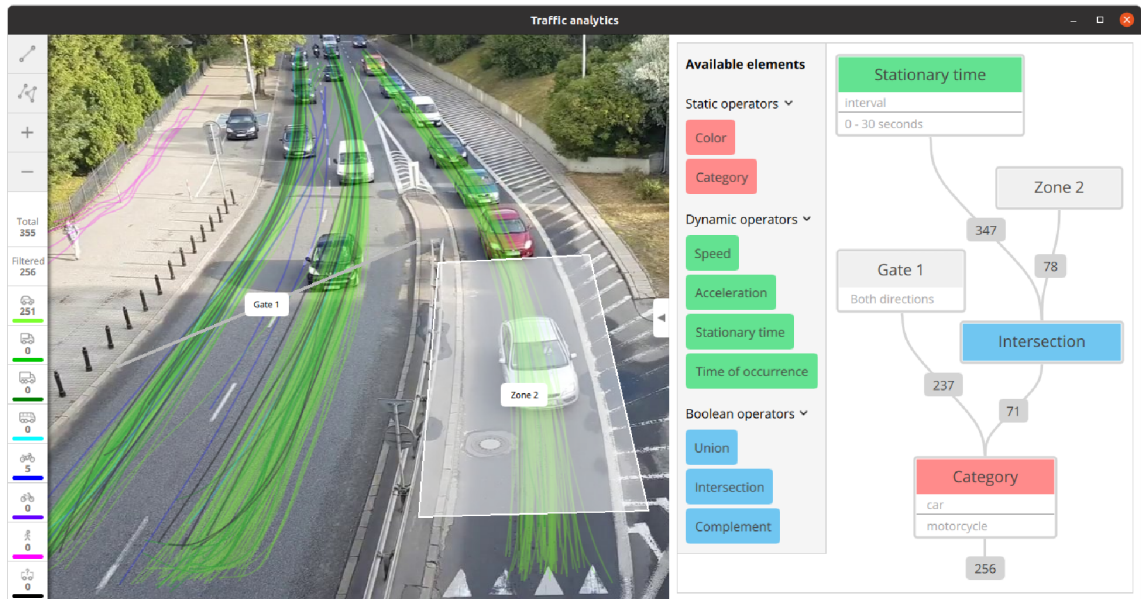 Traffic analytics
Total
355
Filtered
256
251
0
0
0
5
0
0
0
Gate 1
Zone 2
Available elements
Static operators
Color
Category
Dynamic operators
Speed
Acceleration
Stationary time
Time of occurrence
Boolean operators
Union
Intersection
Complement
Stationary time
interval
0 - 30 seconds
Zone 2
347
78
Gate 1
Both directions
Intersection
237
71
Category
car
motorcycle
256